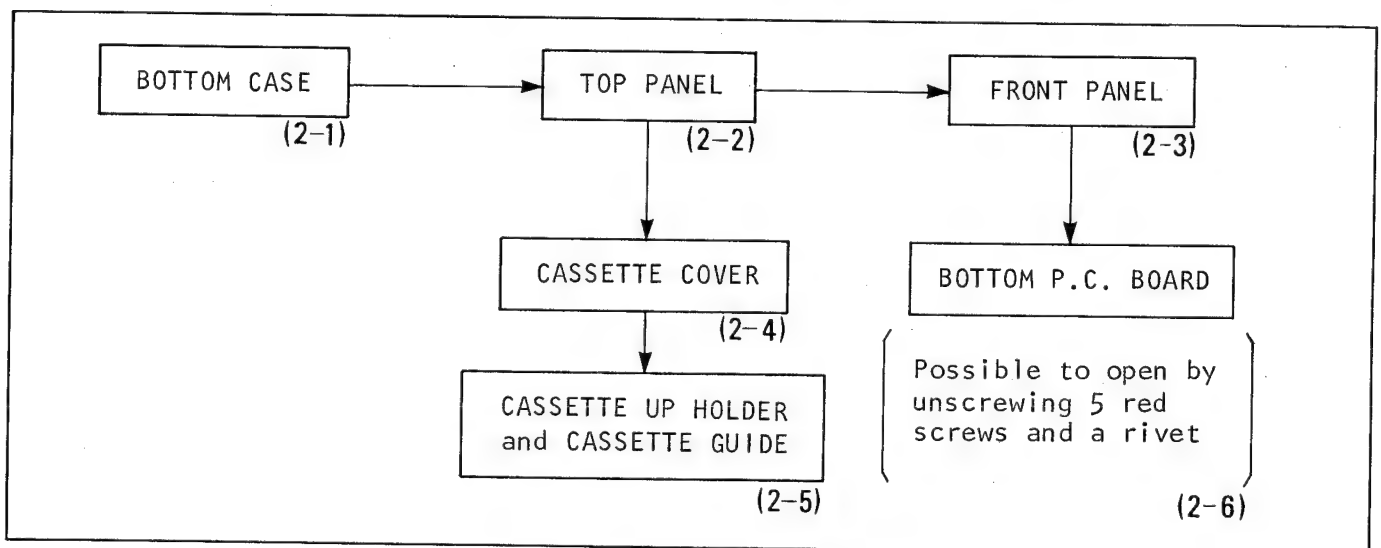 BOTTOM CASE
(2-1)
TOP PANEL
(2-2)
FRONT PANEL
(2-3)
CASSETTE COVER
(2-4)
BOTTOM P.C. BOARD
CASSETTE UP HOLDER
and CASSETTE GUIDE
(2-5)
Possible to open by
unscrewing 5 red
screws and a rivet
(2-6)